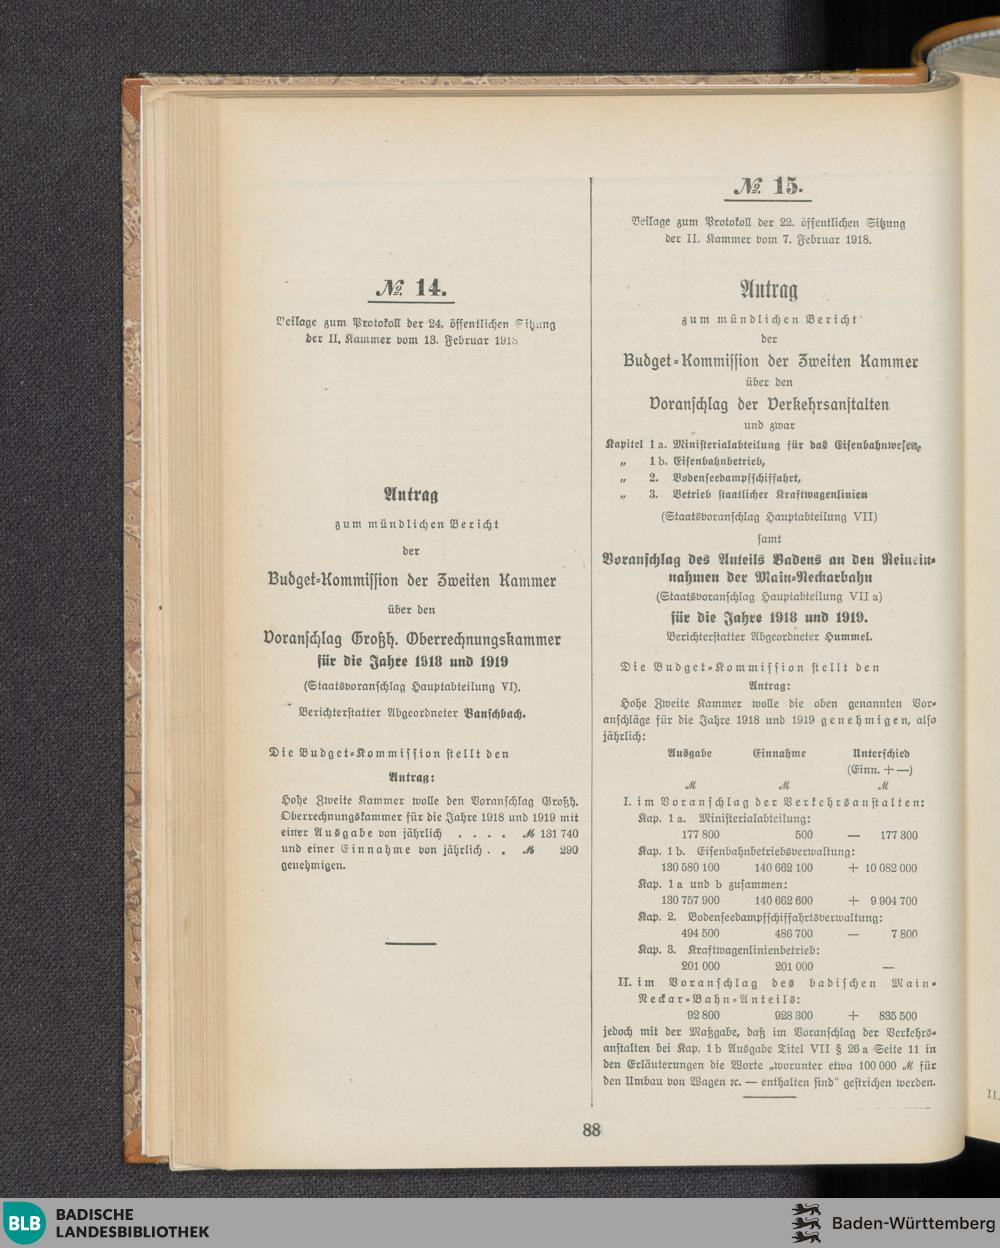 № 14.
Beilage zum Protokoll der 24. öffentlichen Sitzung
der II. Kammer vom 13. Februar 1918
Antrag
zum mündlichen Bericht
der
Budget-Kommission der Zweiten Kammer
über den
Voranschlag Großh. Oberrechnungskammer
für die Jahre 1918 und 1919
(Staatsvoranschlag Hauptabteilung VI).
Berichterstatter Abgeordneter Banschbach.
Die Budget-Kommission stellt den
Antrag:
Hohe Zweite Kammer wolle den Voranschlag Großh.
Oberrechnungskammer für die Jahre 1918 und 1919 mit
einer Ausgabe von jährlich . . . . ℳ 131 740
und einer Einnahme von jährlich . . ℳ 290
genehmigen.
№ 15.
Beilage zum Protokoll der 22. öffentlichen Sitzung
der II. Kammer vom 7. Februar 1918.
Antrag
zum mündlichen Bericht
der
Budget-Kommission der Zweiten Kammer
über den
Voranschlag der Verkehrsanstalten
und zwar
Kapitel 1 a. Ministerialabteilung für das Eisenbahnwesen,
„ 1 b. Eisenbahnbetrieb,
„ 2. Bodenseedampfschiffahrt,
„ 3. Betrieb staatlicher Kraftwagenlinien
(Staatsvoranschlag Hauptabteilung VII)
samt
Voranschlag des Anteils Badens an den Reinein-
nahmen der Main-Neckarbahn
(Staatsvoranschlag Hauptabteilung VII a)
für die Jahre 1918 und 1919.
Berichterstatter Abgeordneter Hummel.
Die Budget-Kommission stellt den
Antrag:
Hohe Zweite Kammer wolle die oben genannten Vor-
anschläge für die Jahre 1918 und 1919 genehmigen, also
jährlich:
Ausgabe Einnahme Unterschied
(Einn. + —)
ℳ ℳ ℳ
I. im Voranschlag der Verkehrsanstalten:
Kap. 1 a. Ministerialabteilung:
177 800 500 — 177 300
Kap. 1 b. Eisenbahnbetriebsverwaltung:
130 580 100 140 662 100 + 10 082 000
Kap. 1 a und b zusammen:
130 757 900 140 662 600 + 9 904 700
Kap. 2. Bodenseedampfschiffahrtsverwaltung:
494 500 486 700 — 7 800
Kap. 3. Kraftwagenlinienbetrieb:
201 000 201 000 —
II. im Voranschlag des badischen Main-
Neckar-Bahn-Anteils:
92 800 928 300 + 835 500
jedoch mit der Maßgabe, daß im Voranschlag der Verkehrs-
anstalten bei Kap. 1 b Ausgabe Titel VII § 26 a Seite 11 in
den Erläuterungen die Worte „worunter etwa 100 000 ℳ für
den Umbau von Wagen ꝛc. — enthalten sind" gestrichen werden.
88
II.
BLB BADISCHE
LANDESBIBLIOTHEK
Baden-Württemberg